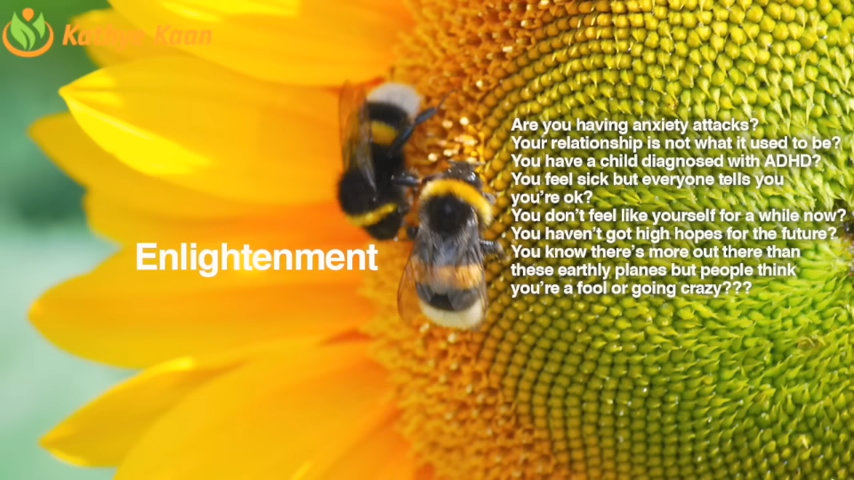 Kathya Kaan
Enlightenment
Are you having anxiety attacks?
Your relationship is not what it used to be?
You have a child diagnosed with ADHD?
You feel sick but everyone tells you
you're ok?
You don't feel like yourself for a while now?
You haven't got high hopes for the future?
You know there's more out there than
these earthly planes but people think
you're a fool or going crazy???